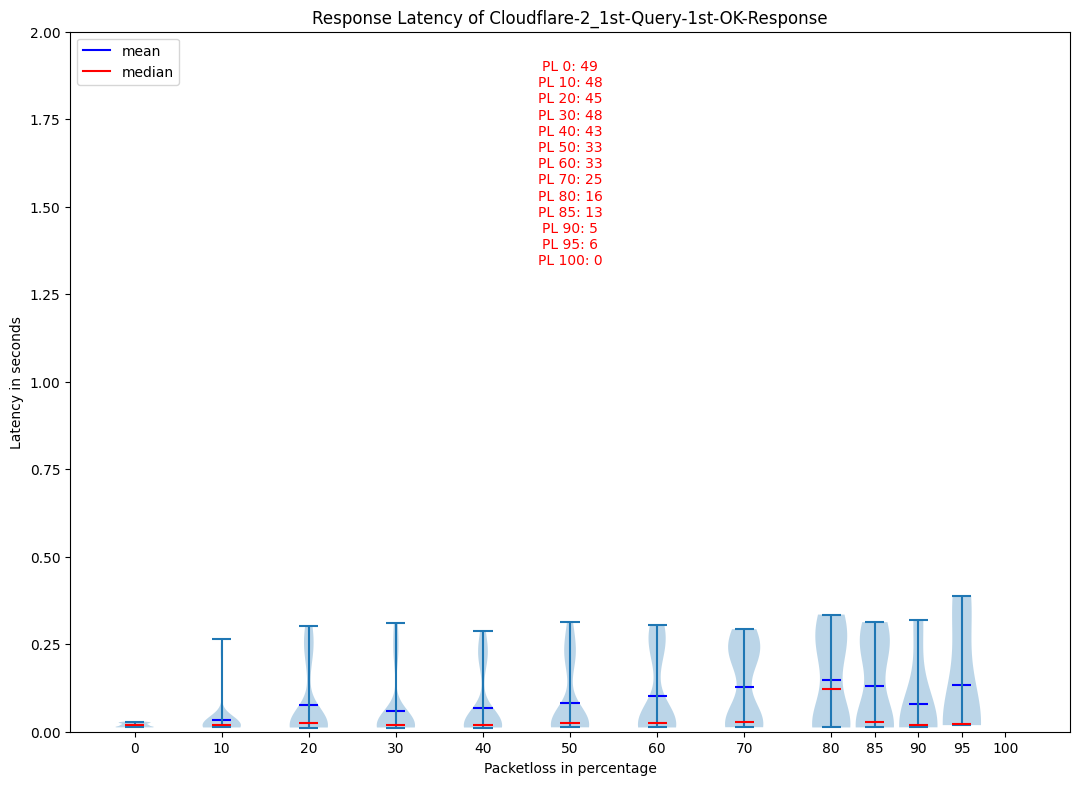 Response Latency of Cloudflare-2_1st-Query-1st-OK-Response
mean
median
PL 0: 49
PL 10: 48
PL 20: 45
PL 30: 48
PL 40: 43
PL 50: 33
PL 60: 33
PL 70: 25
PL 80: 16
PL 85: 13
PL 90: 5
PL 95: 6
PL 100: 0
Latency in seconds
2.00
1.75
1.50
1.25
1.00
0.75
0.50
0.25
0.00
0 10 20 30 40 50 60 70 80 85 90 95 100
Packetloss in percentage